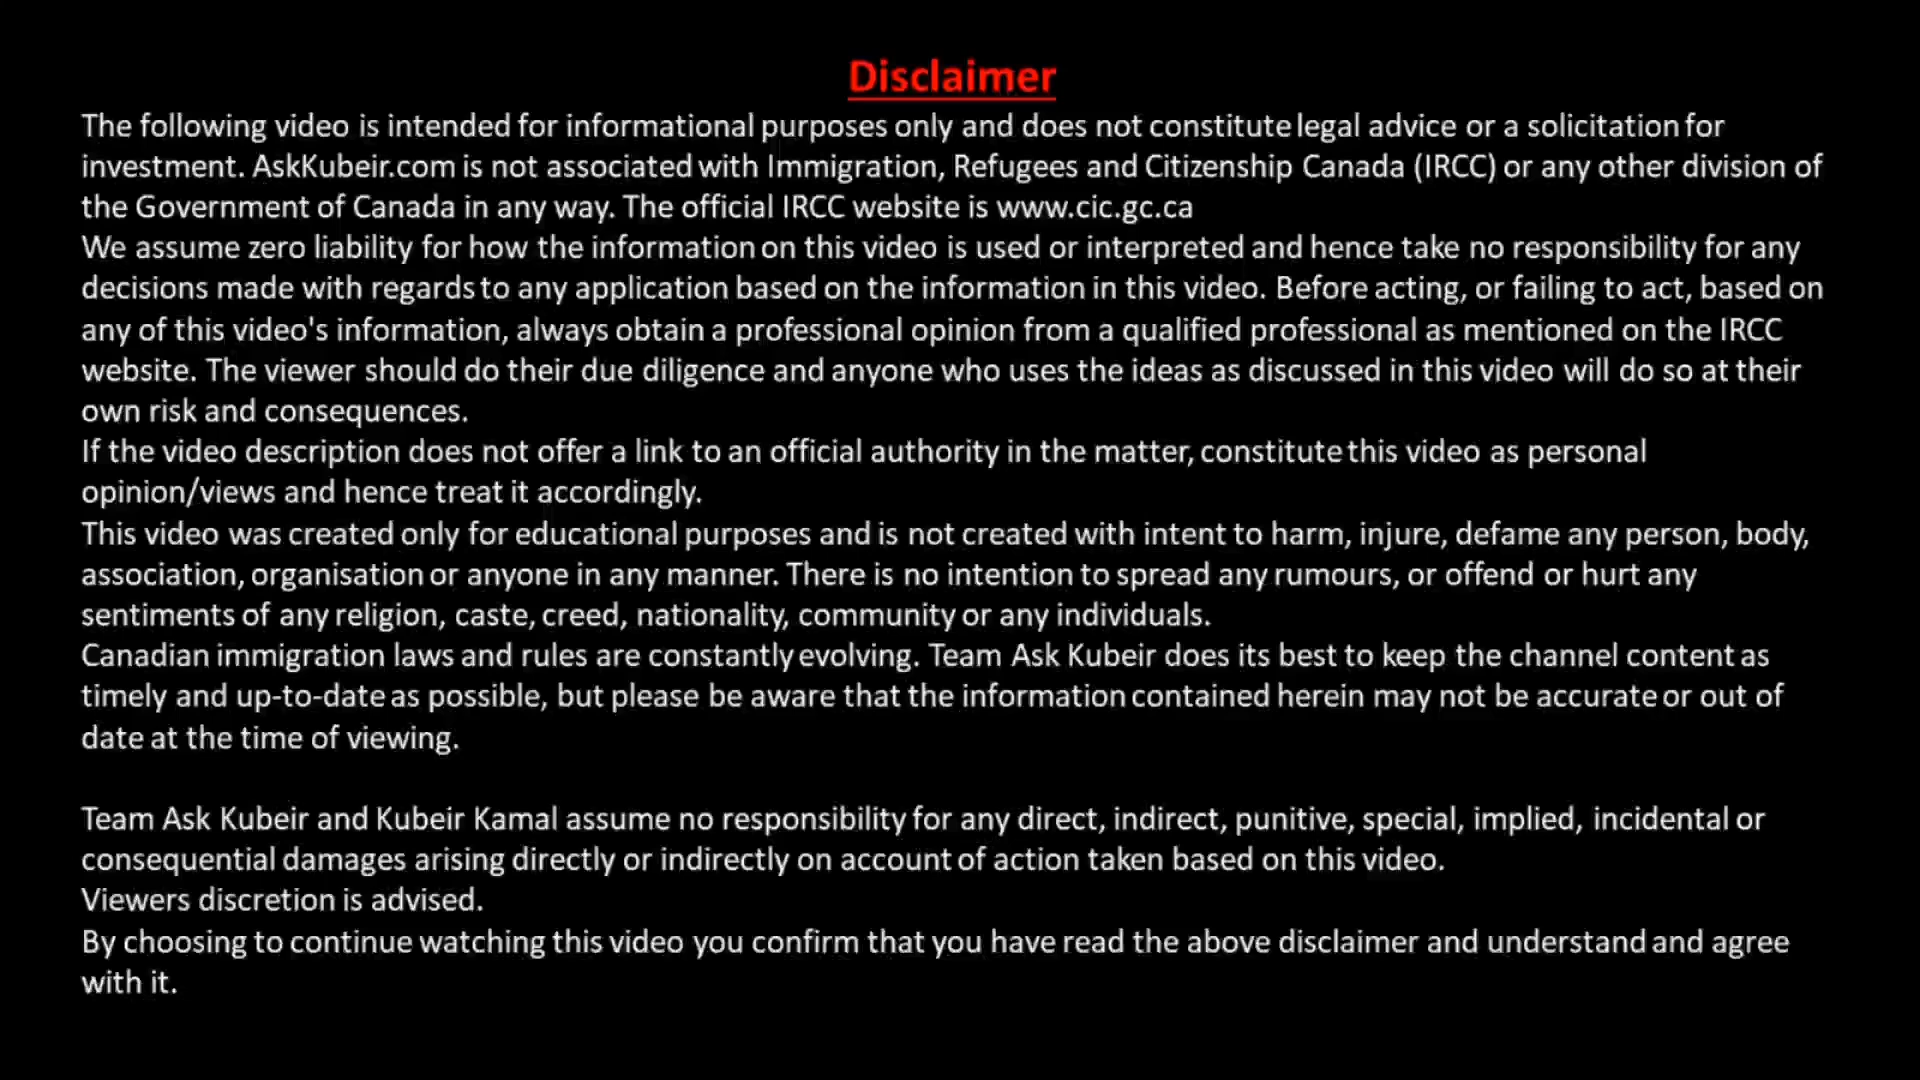 Disclaimer
The following video is intended for informational purposes only and does not constitute legal advice or a solicitation for
investment. AskKubeir.com is not associated with Immigration, Refugees and Citizenship Canada (IRCC) or any other division of
the Government of Canada in any way. The official IRCC website is www.cic.gc.ca
We assume zero liability for how the information on this video is used or interpreted and hence take no responsibility for any
decisions made with regards to any application based on the information in this video. Before acting, or failing to act, based on
any of this video's information, always obtain a professional opinion from a qualified professional as mentioned on the IRCC
website. The viewer should do their due diligence and anyone who uses the ideas as discussed in this video will do so at their
own risk and consequences.
If the video description does not offer a link to an official authority in the matter, constitute this video as personal
opinion/views and hence treat it accordingly.
This video was created only for educational purposes and is not created with intent to harm, injure, defame any person, body,
association, organisation or anyone in any manner. There is no intention to spread any rumours, or offend or hurt any
sentiments of any religion, caste, creed, nationality, community or any individuals.
Canadian immigration laws and rules are constantly evolving. Team Ask Kubeir does its best to keep the channel content as
timely and up-to-date as possible, but please be aware that the information contained herein may not be accurate or out of
date at the time of viewing.
Team Ask Kubeir and Kubeir Kamal assume no responsibility for any direct, indirect, punitive, special, implied, incidental or
consequential damages arising directly or indirectly on account of action taken based on this video.
Viewers discretion is advised.
By choosing to continue watching this video you confirm that you have read the above disclaimer and understand and agree
with it.